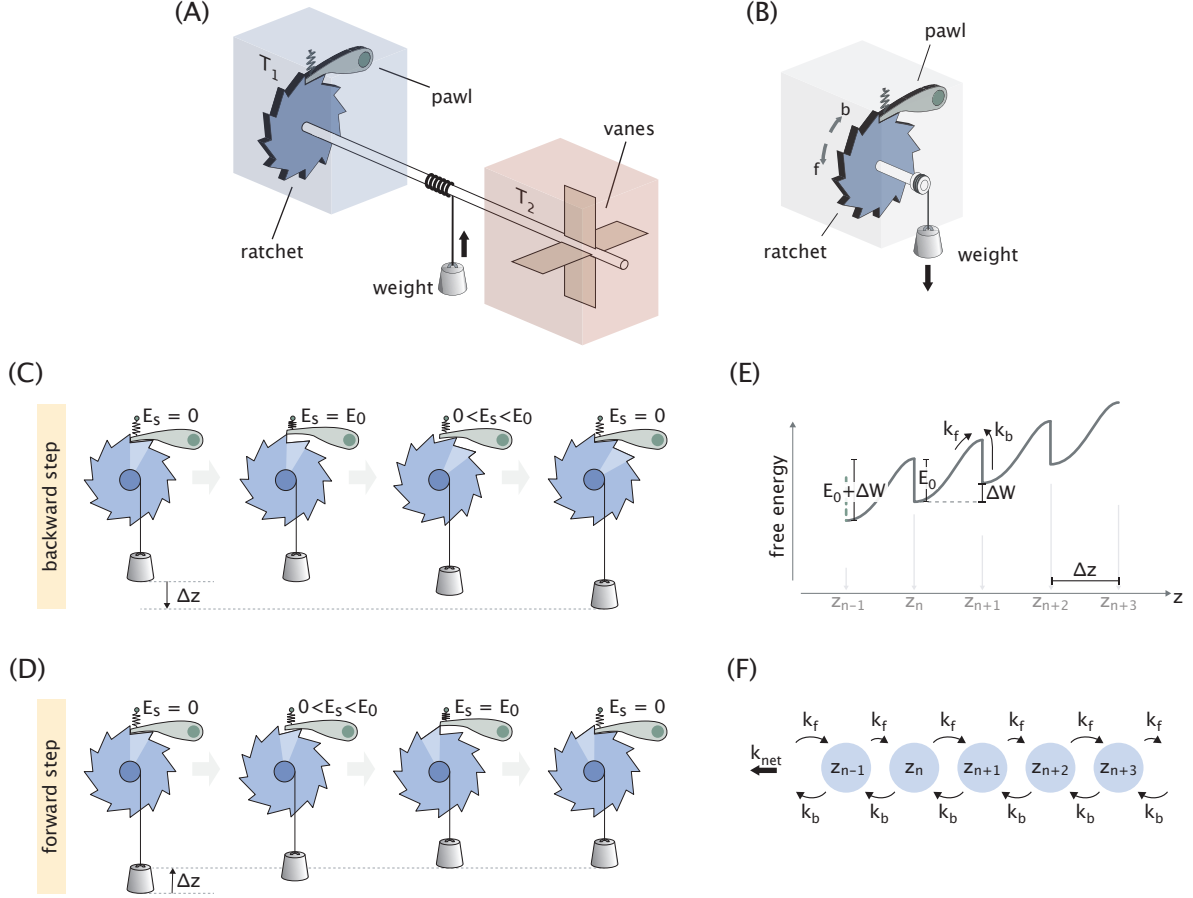 (A)
T1
pawl
ratchet
weight
T2
vanes
(B)
pawl
b
f
ratchet
weight
(C)
backward step
Es = 0
Es = E0
0<Es<E0
Es = 0
Δz
(D)
forward step
Es = 0
0<Es<E0
Es = E0
Es = 0
Δz
(E)
free energy
E0+ΔW
E0
kf
kb
ΔW
Δz
zn-1
zn
zn+1
zn+2
zn+3
z
(F)
kf kf kf kf kf kf
knet
zn-1 zn zn+1 zn+2 zn+3
kb kb kb kb kb kb